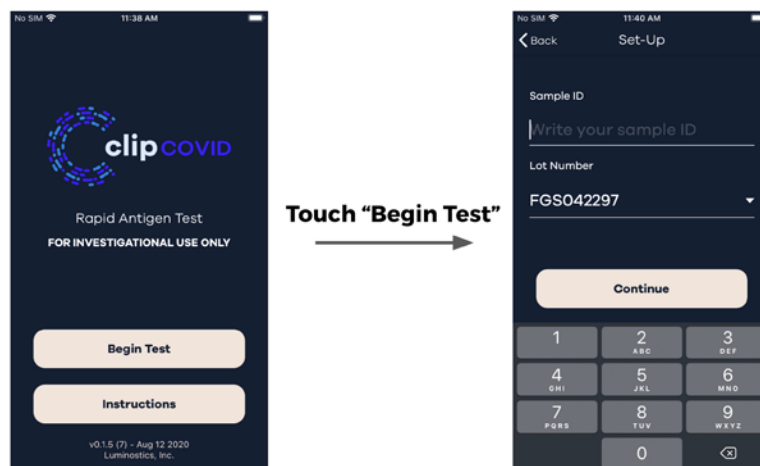 No SIM 11:38 AM
clip COVID
Rapid Antigen Test
FOR INVESTIGATIONAL USE ONLY
Begin Test
Instructions
v0.1.5 (7) - Aug 12 2020
Luminostics, Inc.
Touch “Begin Test”
No SIM 11:40 AM
Back Set-Up
Sample ID
Write your sample ID
Lot Number
FGS042297
Continue
1 2 3
ABC DEF
4 5 6
GHI JKL MNO
7 8 9
PQRS TUV WXYZ
0